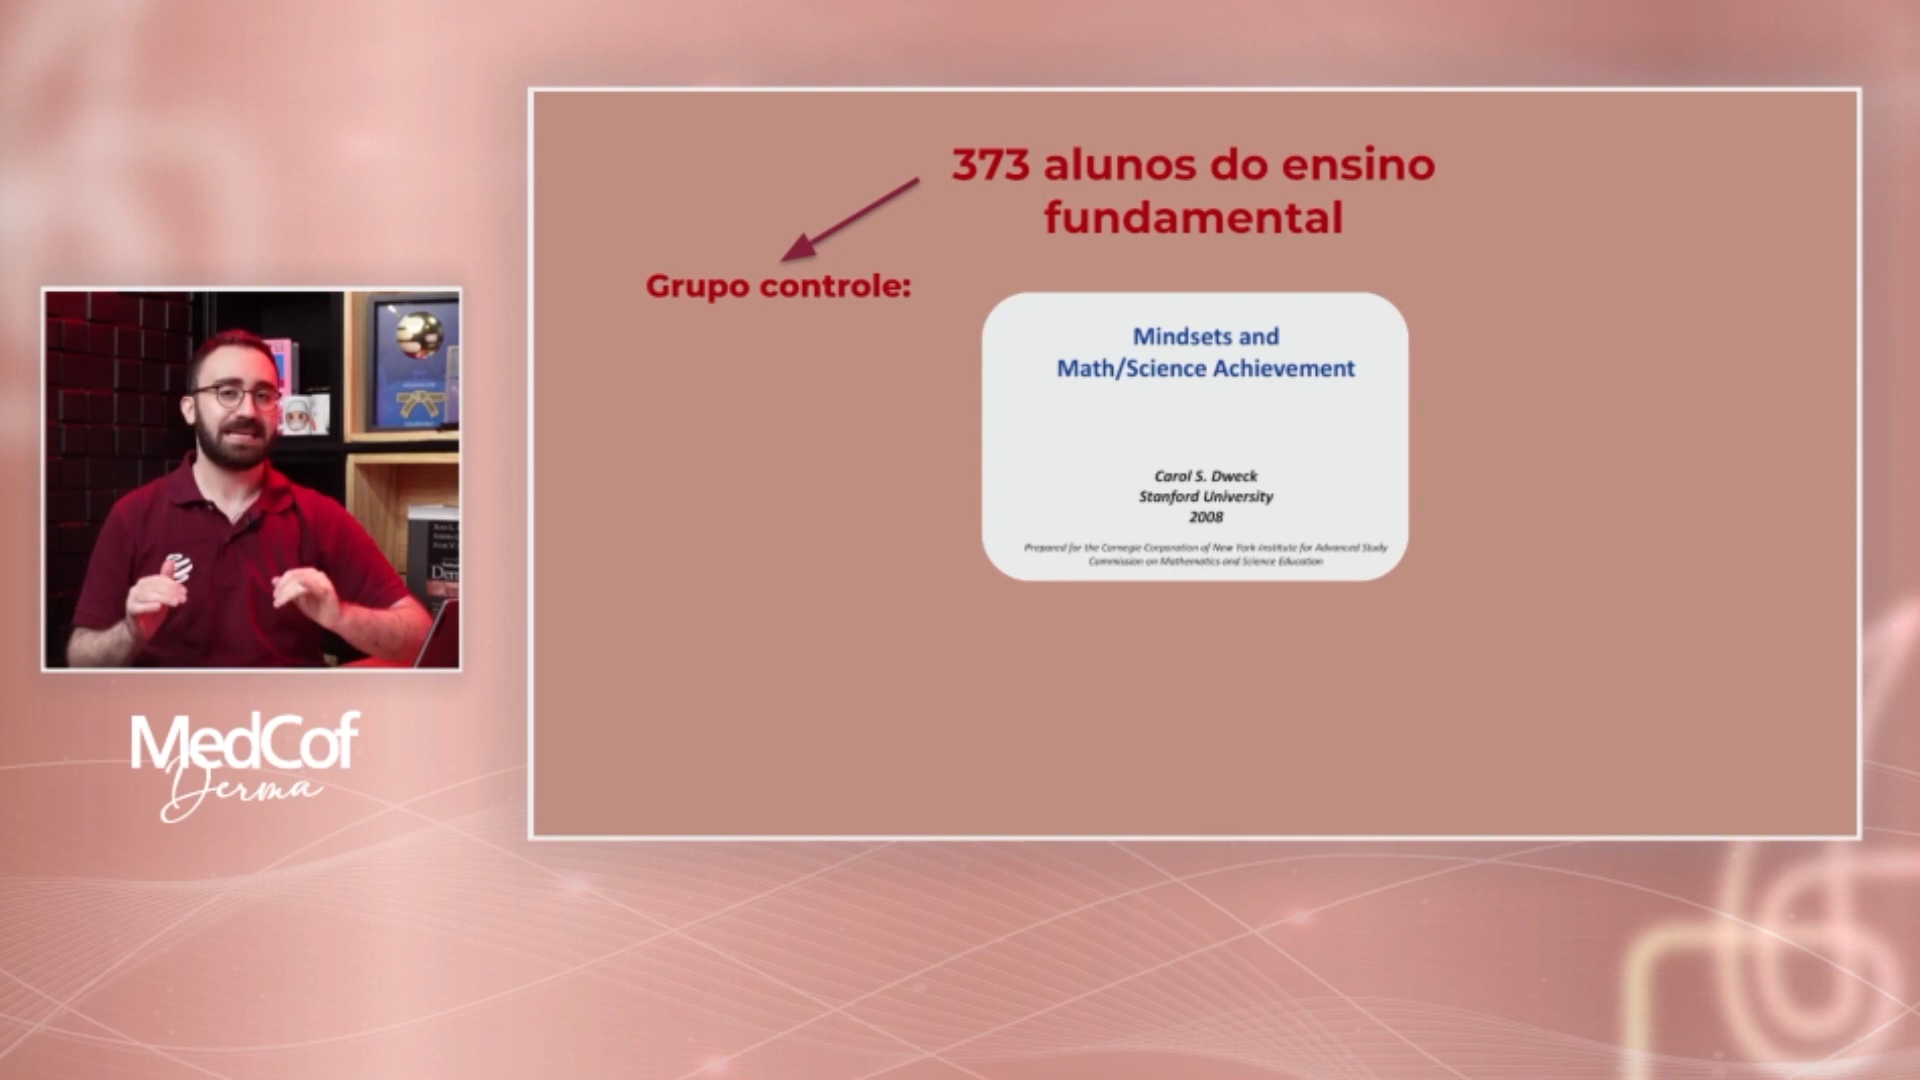 373 alunos do ensino
fundamental
Grupo controle:
Mindsets and
Math/Science Achievement
Carol S. Dweck
Stanford University
2008
Prepared for the Carnegie Corporation of New York-Institute for Advanced Study
Commission on Mathematics and Science Education
MedCof
Derma